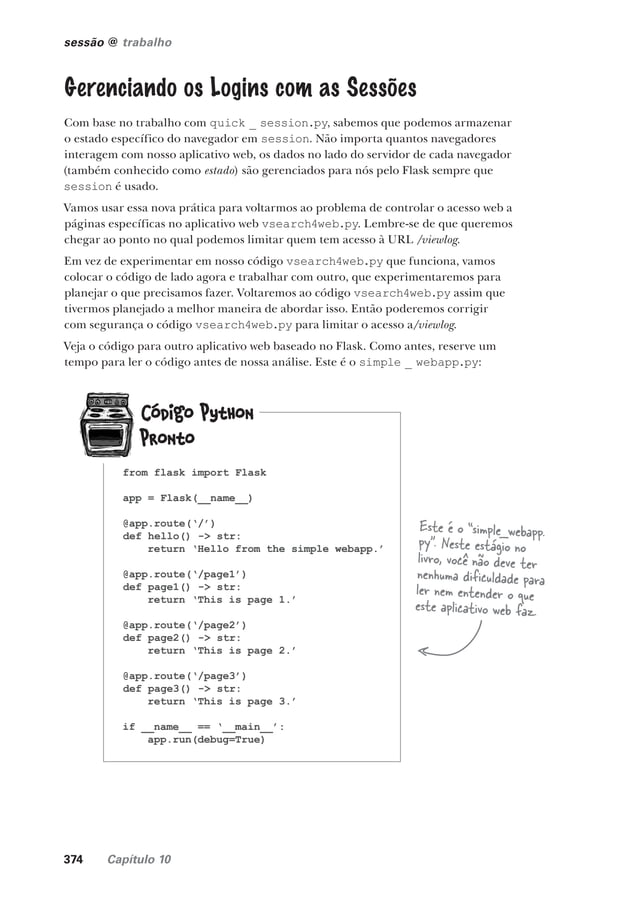 sessão @ trabalho
Gerenciando os Logins com as Sessões
Com base no trabalho com quick _ session.py, sabemos que podemos armazenar
o estado específico do navegador em session. Não importa quantos navegadores
interagem com nosso aplicativo web, os dados no lado do servidor de cada navegador
(também conhecido como estado) são gerenciados para nós pelo Flask sempre que
session é usado.
Vamos usar essa nova prática para voltarmos ao problema de controlar o acesso web a
páginas específicas no aplicativo web vsearch4web.py. Lembre-se de que queremos
chegar ao ponto no qual podemos limitar quem tem acesso à URL /viewlog.
Em vez de experimentar em nosso código vsearch4web.py que funciona, vamos
colocar o código de lado agora e trabalhar com outro, que experimentaremos para
planejar o que precisamos fazer. Voltaremos ao código vsearch4web.py assim que
tivermos planejado a melhor maneira de abordar isso. Então poderemos corrigir
com segurança o código vsearch4web.py para limitar o acesso a/viewlog.
Veja o código para outro aplicativo web baseado no Flask. Como antes, reserve um
tempo para ler o código antes de nossa análise. Este é o simple _ webapp.py:
Código Python
Pronto
from flask import Flask
app = Flask(__name__)
@app.route(‘/’)
def hello() -> str:
    return ‘Hello from the simple webapp.’
@app.route(‘/page1’)
def page1() -> str:
    return ‘This is page 1.’
@app.route(‘/page2’)
def page2() -> str:
    return ‘This is page 2.’
@app.route(‘/page3’)
def page3() -> str:
    return ‘This is page 3.’
if __name__ == ‘__main__’:
    app.run(debug=True)
Este é o “simple_webapp.
py”. Neste estágio no
livro, você não deve ter
nenhuma dificuldade para
ler nem entender o que
este aplicativo web faz.
374 Capítulo 10